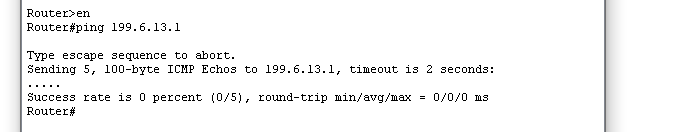 Router>en
Router#ping 199.6.13.1
Type escape sequence to abort.
Sending 5, 100-byte ICMP Echos to 199.6.13.1, timeout is 2 seconds:
.....
Success rate is 0 percent (0/5), round-trip min/avg/max = 0/0/0 ms
Router#